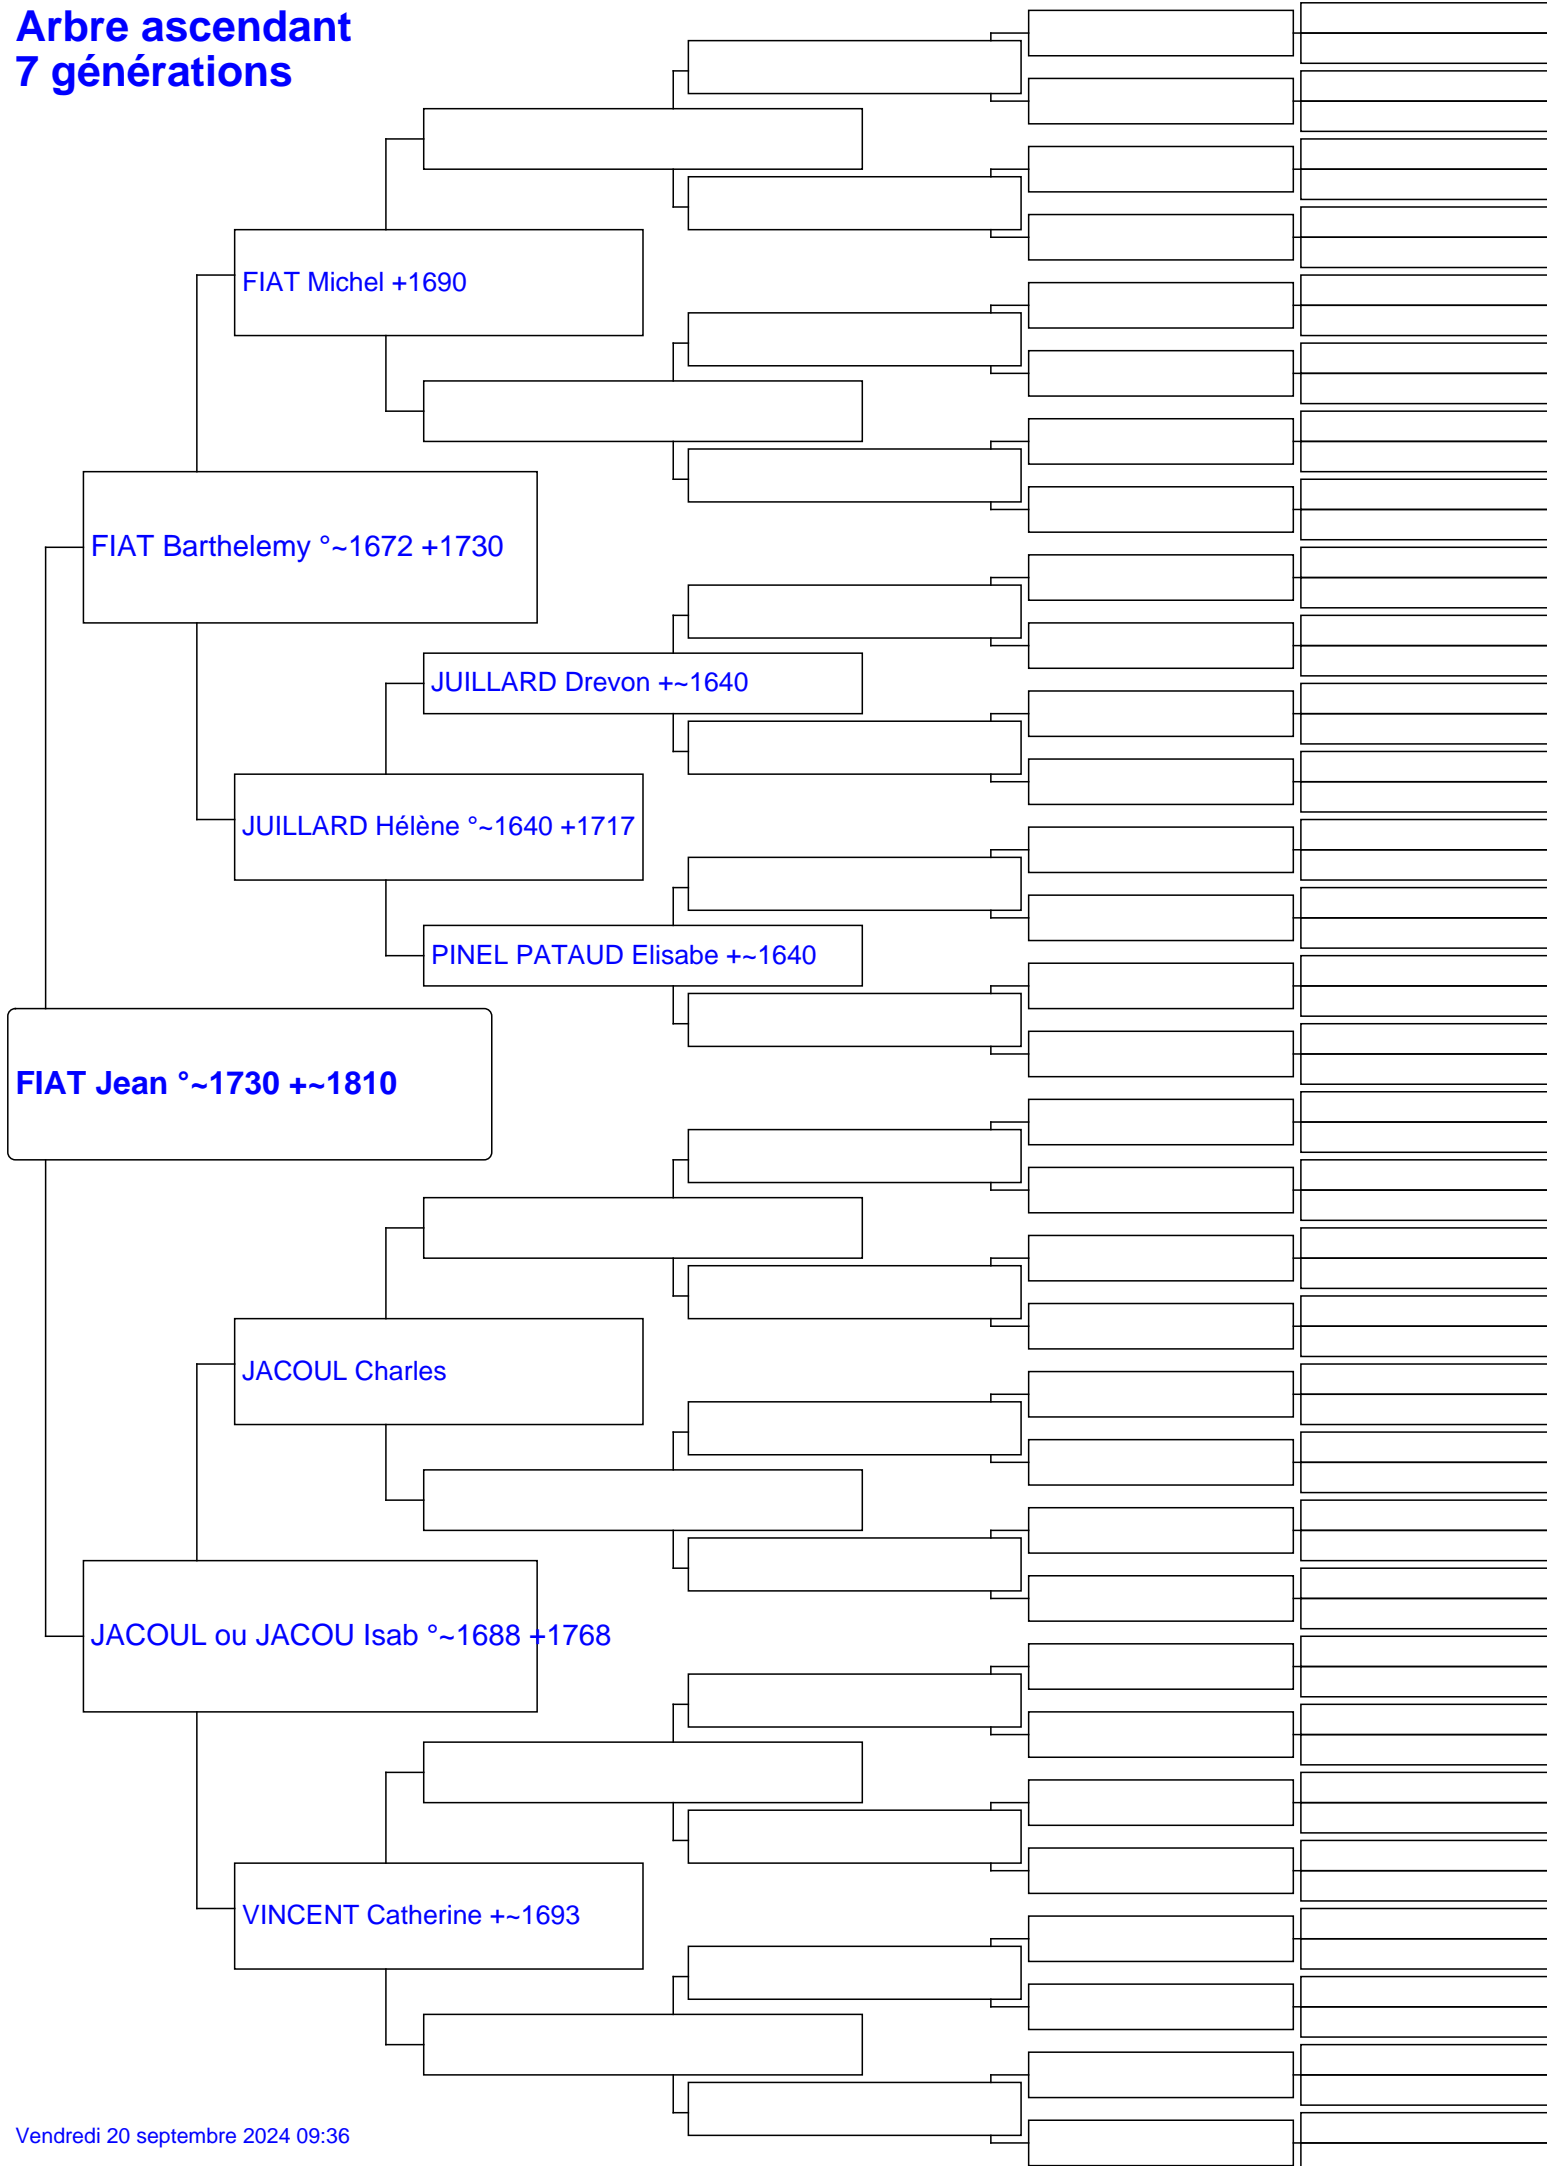 Arbre ascendant
7 générations
FIAT Michel +1690
FIAT Barthelemy °~1672 +1730
JUILLARD Drevon +~1640
JUILLARD Hélène °~1640 +1717
PINEL PATAUD Elisabe +~1640
FIAT Jean °~1730 +~1810
JACOUL Charles
JACOUL ou JACOU Isab °~1688 +1768
VINCENT Catherine +~1693
Vendredi 20 septembre 2024 09:36